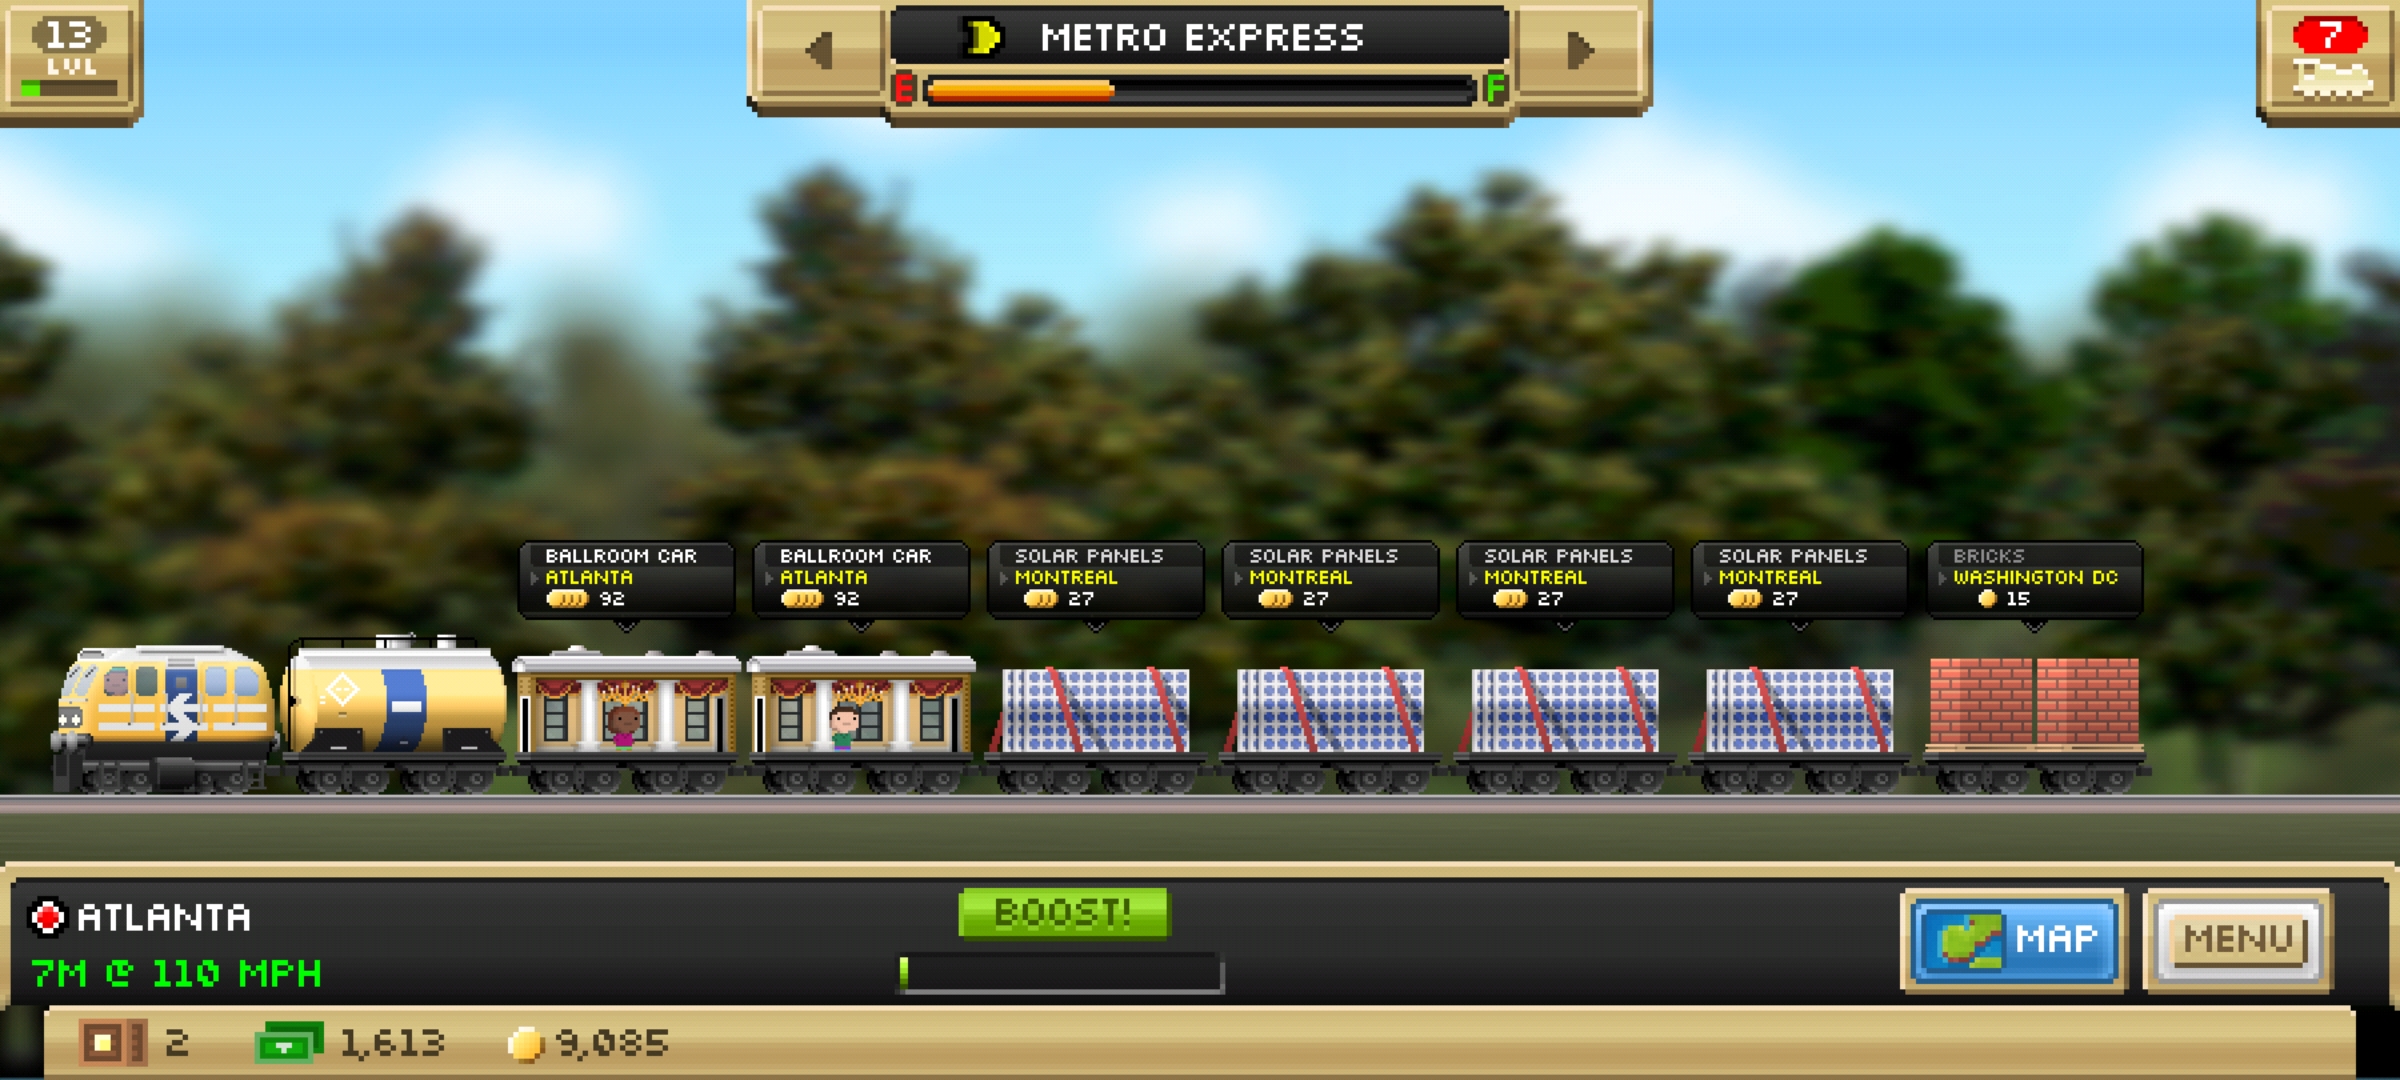 13
LVL
METRO EXPRESS
E F
7
BALLROOM CAR
ATLANTA
92
BALLROOM CAR
ATLANTA
92
SOLAR PANELS
MONTREAL
27
SOLAR PANELS
MONTREAL
27
SOLAR PANELS
MONTREAL
27
SOLAR PANELS
MONTREAL
27
BRICKS
WASHINGTON DC
15
ATLANTA
7M @ 110 MPH
BOOST!
MAP
MENU
2 1,613 9,085